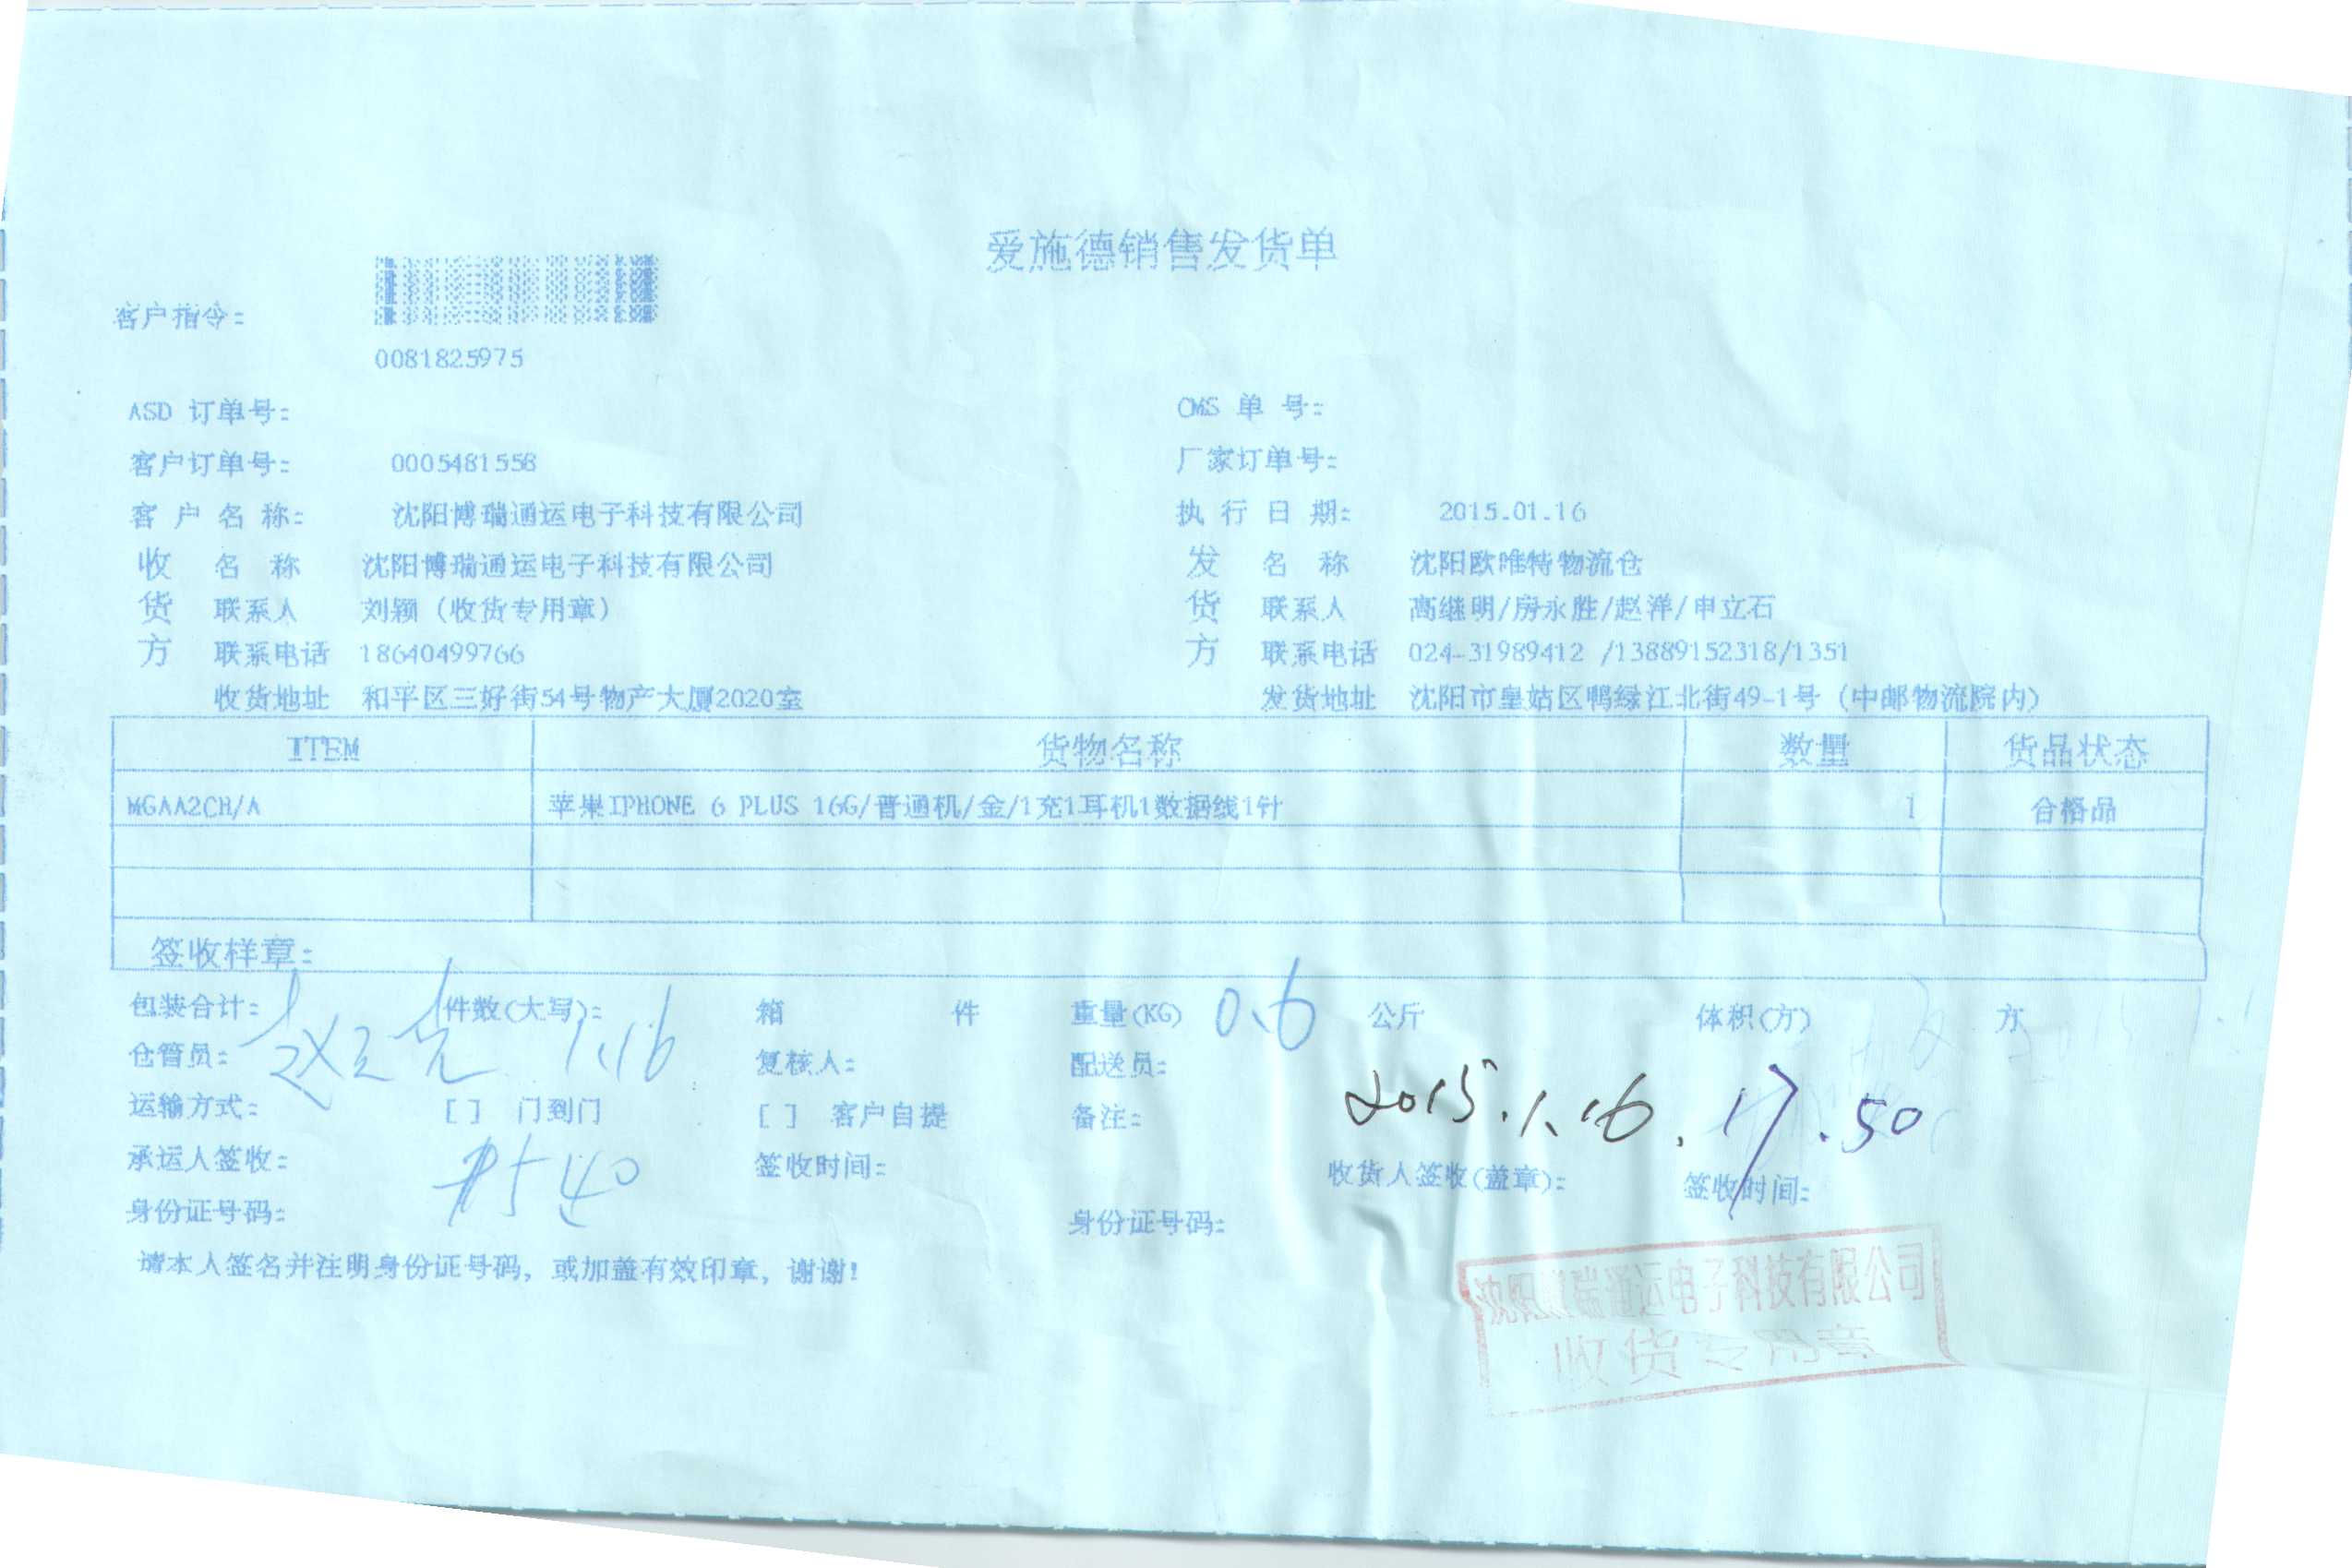 爱施德销售发货单
客户指令:
0081825975
ASD 订单号: CMS 单 号:
客户订单号: 0005481558 厂家订单号:
客 户 名 称: 沈阳博瑞通运电子科技有限公司 执 行 日 期: 2015.01.16
收 名 称 沈阳博瑞通运电子科技有限公司 发 名 称 沈阳欧唯特物流仓
货 联系人 刘颖(收货专用章) 货 联系人 高继明/房永胜/赵洋/申立石
方 联系电话 18640499766 方 联系电话 024-31989412 /13889152318/1351
收货地址 和平区三好街54号物产大厦2020室 发货地址 沈阳市皇姑区鸭绿江北街49-1号(中邮物流院内)
ITEM 货物名称 数量 货品状态
MGAA2CH/A 苹果IPHONE 6 PLUS 16G/普通机/金/1充1耳机1数据线1针 1 合格品
签收样章:
包装合计: 件数(大写): 箱 件 重量(KG) 0.6 公斤 体积(方) 方
仓管员: 1.16 复核人: 配送员:
运输方式: [ ] 门到门 [ ] 客户自提 备注: 2015.1.16.17.50
承运人签收: 签收时间: 收货人签收(盖章): 签收时间:
身份证号码: 身份证号码:
请本人签名并注明身份证号码，或加盖有效印章，谢谢!
沈阳博瑞通运电子科技有限公司
收货专用章